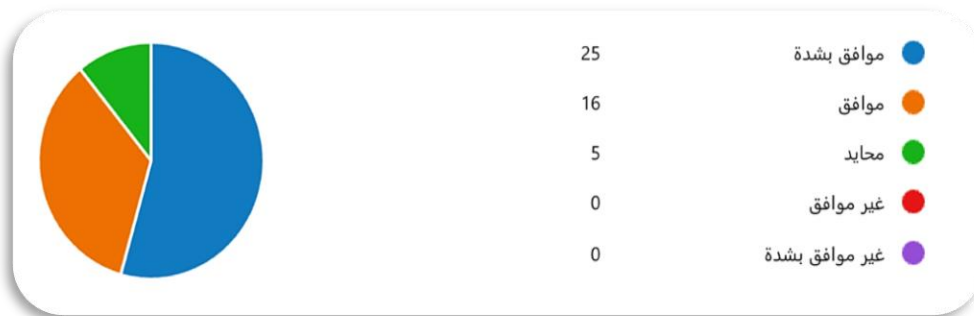 موافق بشدة 25
موافق 16
محايد 5
غير موافق 0
غير موافق بشدة 0